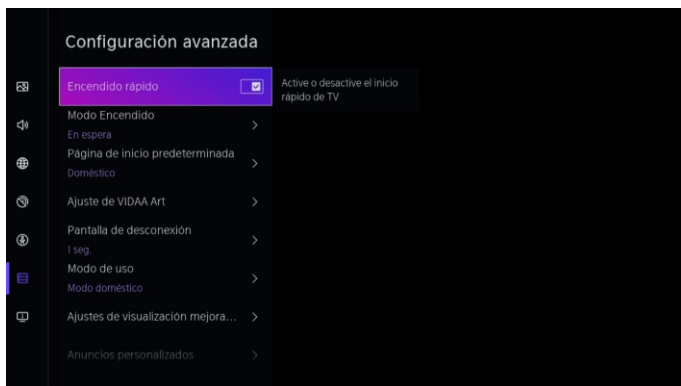 Configuración avanzada
Encendido rápido
Active o desactive el inicio
rápido de TV
Modo Encendido
En espera
Página de inicio predeterminada
Doméstico
Ajuste de VIDAA Art
Pantalla de desconexión
1 seg.
Modo de uso
Modo doméstico
Ajustes de visualización mejora...
Anuncios personalizados